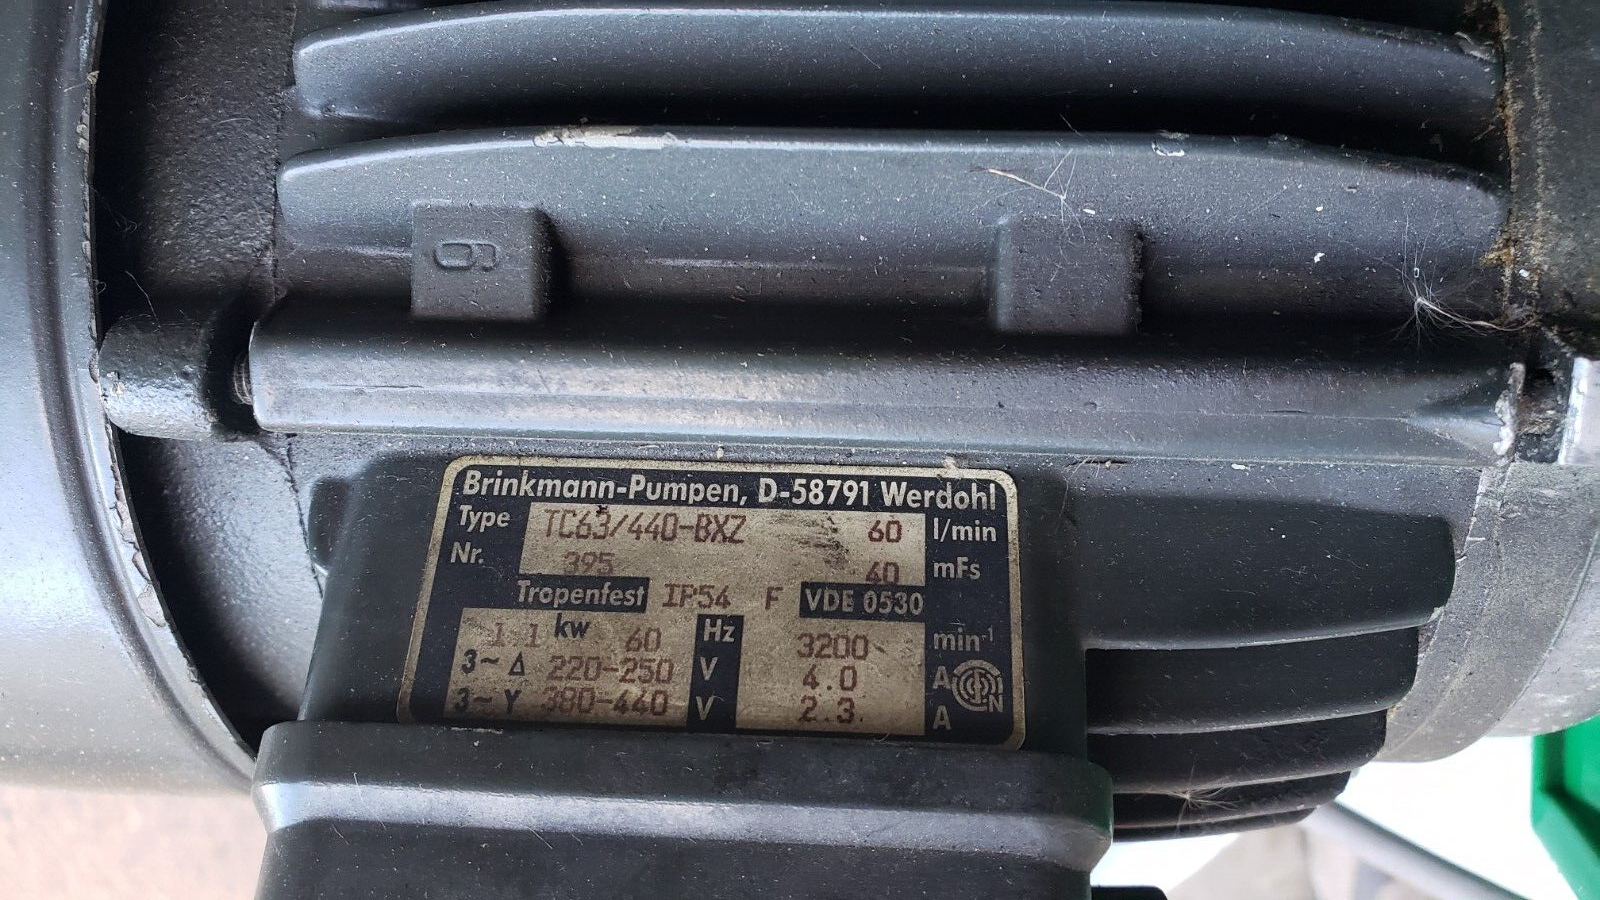 9
Brinkmann-Pumpen, D-58791 Werdohl
Type TC63/440-BXZ 60 l/min
Nr. 395 40 mFs
Tropenfest IP54 F VDE 0530
1.1 kw 60 Hz 3200 min-1
3~ Δ 220-250 V 4.0 A
3~ Y 380-440 V 2.3 A